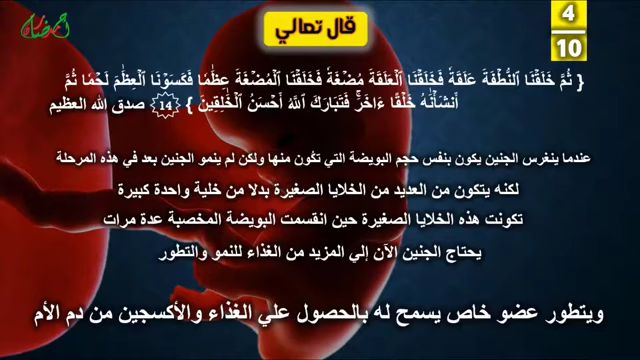 قال تعالي
4
10
{ ثُمَّ خَلَقْنَا ٱلنُّطْفَةَ عَلَقَةً فَخَلَقْنَا ٱلْعَلَقَةَ مُضْغَةً فَخَلَقْنَا ٱلْمُضْغَةَ عِظَٰمًا فَكَسَوْنَا ٱلْعِظَٰمَ لَحْمًا ثُمَّ
أَنشَأْنَٰهُ خَلْقًا ءَاخَرَ ۚ فَتَبَارَكَ ٱللَّهُ أَحْسَنُ ٱلْخَٰلِقِينَ } 14 صدق الله العظيم
عندما ينغرس الجنين يكون بنفس حجم البويضة التي تكون منها ولكن لم ينمو الجنين بعد في هذه المرحلة
لكنه يتكون من العديد من الخلايا الصغيرة بدلا من خلية واحدة كبيرة
تكونت هذه الخلايا الصغيرة حين انقسمت البويضة المخصبة عدة مرات
يحتاج الجنين الآن إلي المزيد من الغذاء للنمو والتطور
ويتطور عضو خاص يسمح له بالحصول علي الغذاء والأكسجين من دم الأم